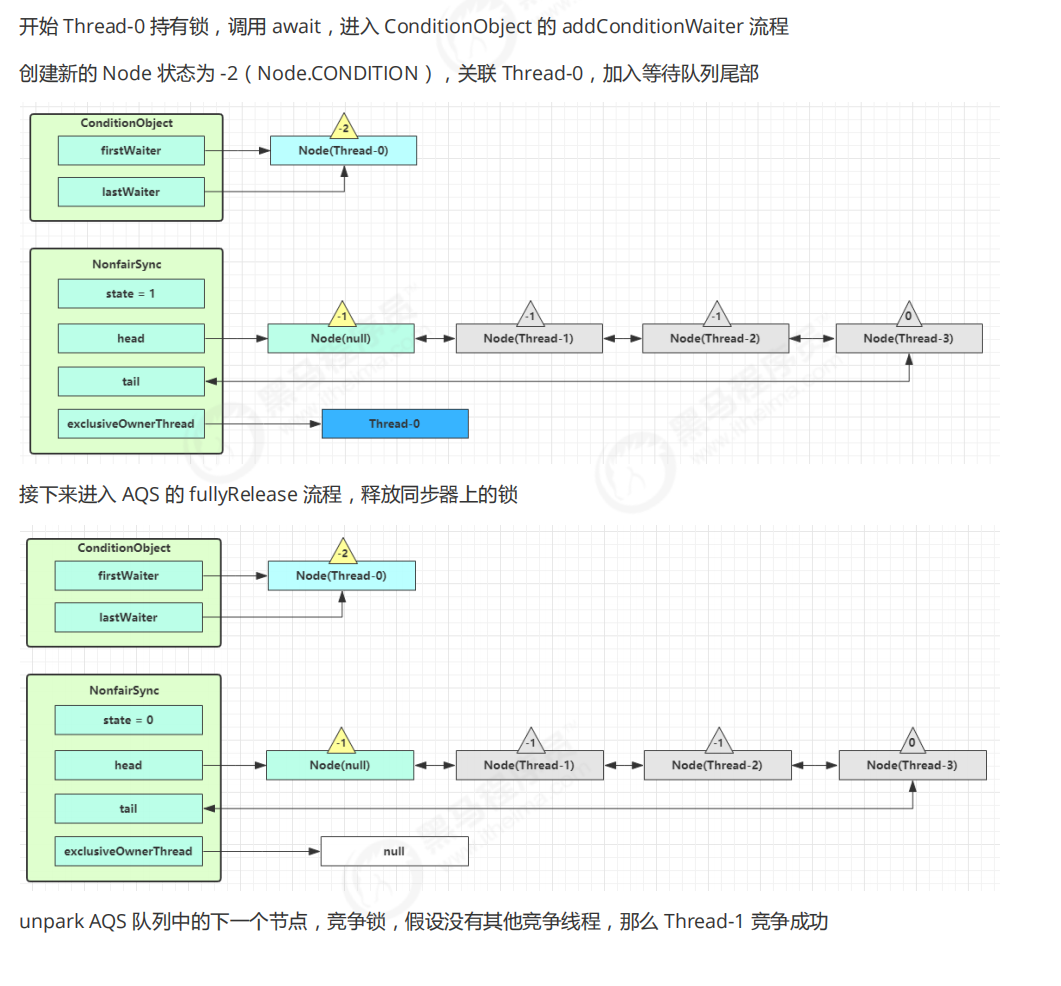 开始 Thread-0 持有锁，调用 await，进入 ConditionObject 的 addConditionWaiter 流程
创建新的 Node 状态为 -2（Node.CONDITION），关联 Thread-0，加入等待队列尾部
ConditionObject
-2
firstWaiter
Node(Thread-0)
lastWaiter
NonfairSync
state = 1
-1
-1
-1
0
head
Node(null)
Node(Thread-1)
Node(Thread-2)
Node(Thread-3)
tail
exclusiveOwnerThread
Thread-0
接下来进入 AQS 的 fullyRelease 流程，释放同步器上的锁
ConditionObject
-2
firstWaiter
Node(Thread-0)
lastWaiter
NonfairSync
state = 0
-1
-1
-1
0
head
Node(null)
Node(Thread-1)
Node(Thread-2)
Node(Thread-3)
tail
exclusiveOwnerThread
null
unpark AQS 队列中的下一个节点，竞争锁，假设没有其他竞争线程，那么 Thread-1 竞争成功